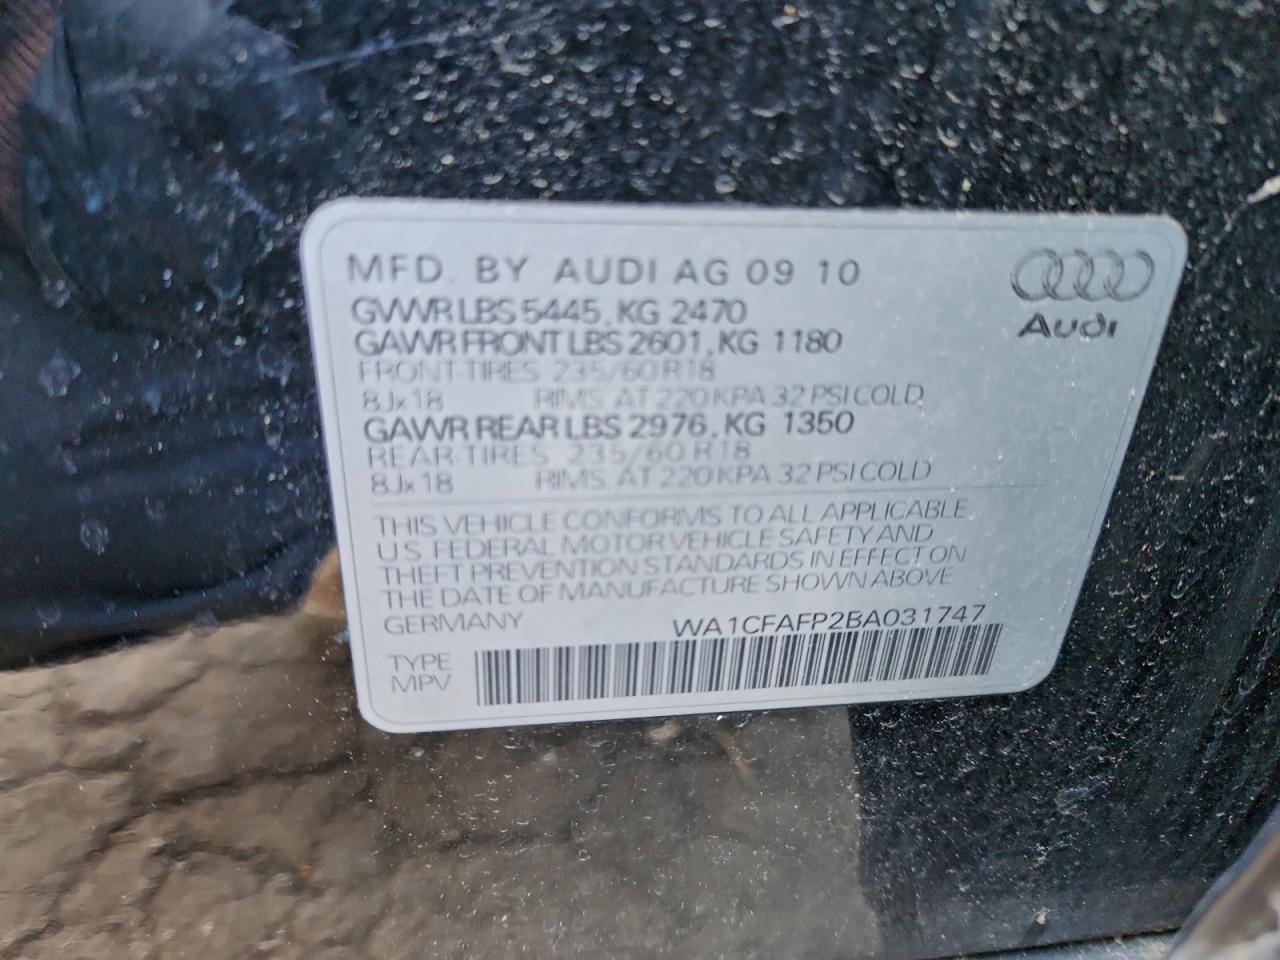 MFD. BY AUDI AG 09 10
GVWR LBS 5445, KG 2470
GAWR FRONT LBS 2601, KG 1180
FRONT-TIRES 235/60 R18
8Jx18 RIMS AT 220 KPA 32 PSI COLD
GAWR REAR LBS 2976, KG 1350
REAR-TIRES 235/60 R18
8Jx18 RIMS AT 220 KPA 32 PSI COLD
Audi
THIS VEHICLE CONFORMS TO ALL APPLICABLE
US FEDERAL MOTOR VEHICLE SAFETY AND
THEFT PREVENTION STANDARDS IN EFFECT ON
THE DATE OF MANUFACTURE SHOWN ABOVE
GERMANY WA1CFAFP2BA031747
TYPE
MPV